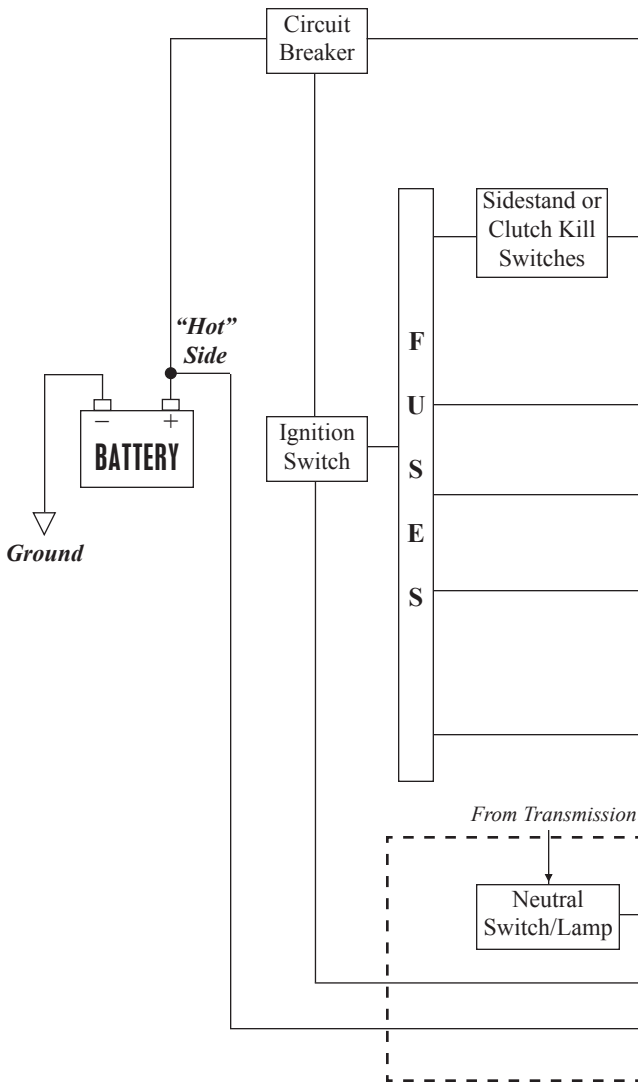 Circuit
Breaker
Sidestand or
Clutch Kill
Switches
“Hot”
Side
F
U
S
E
S
– +
BATTERY
Ignition
Switch
Ground
From Transmission
Neutral
Switch/Lamp